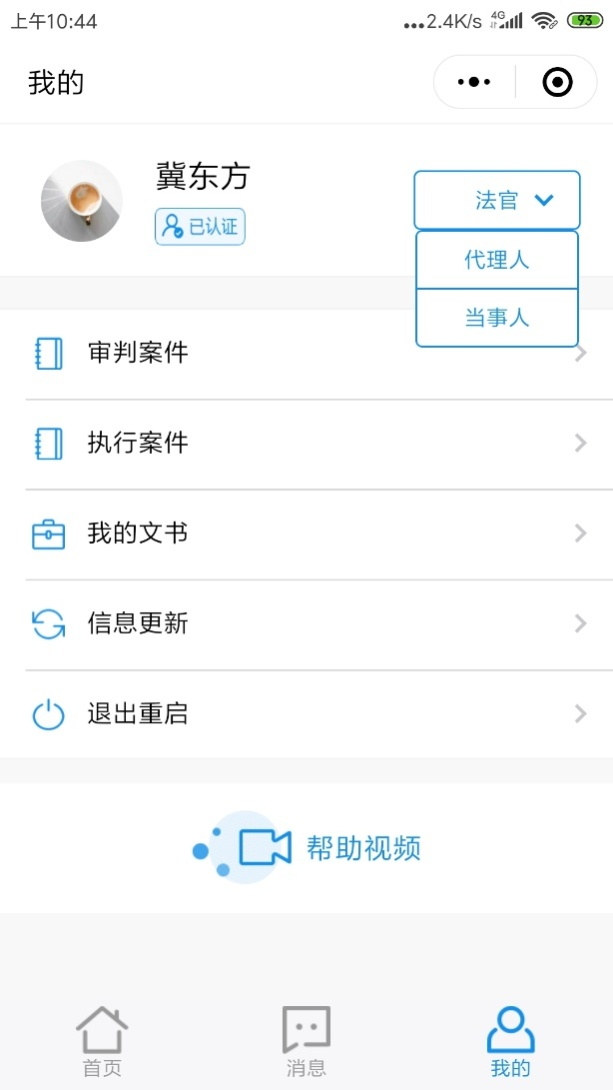 上午10:44
...2.4K/s 4G 93
我的
冀东方
已认证
法官
代理人
当事人
审判案件
执行案件
我的文书
信息更新
退出重启
帮助视频
首页
消息
我的